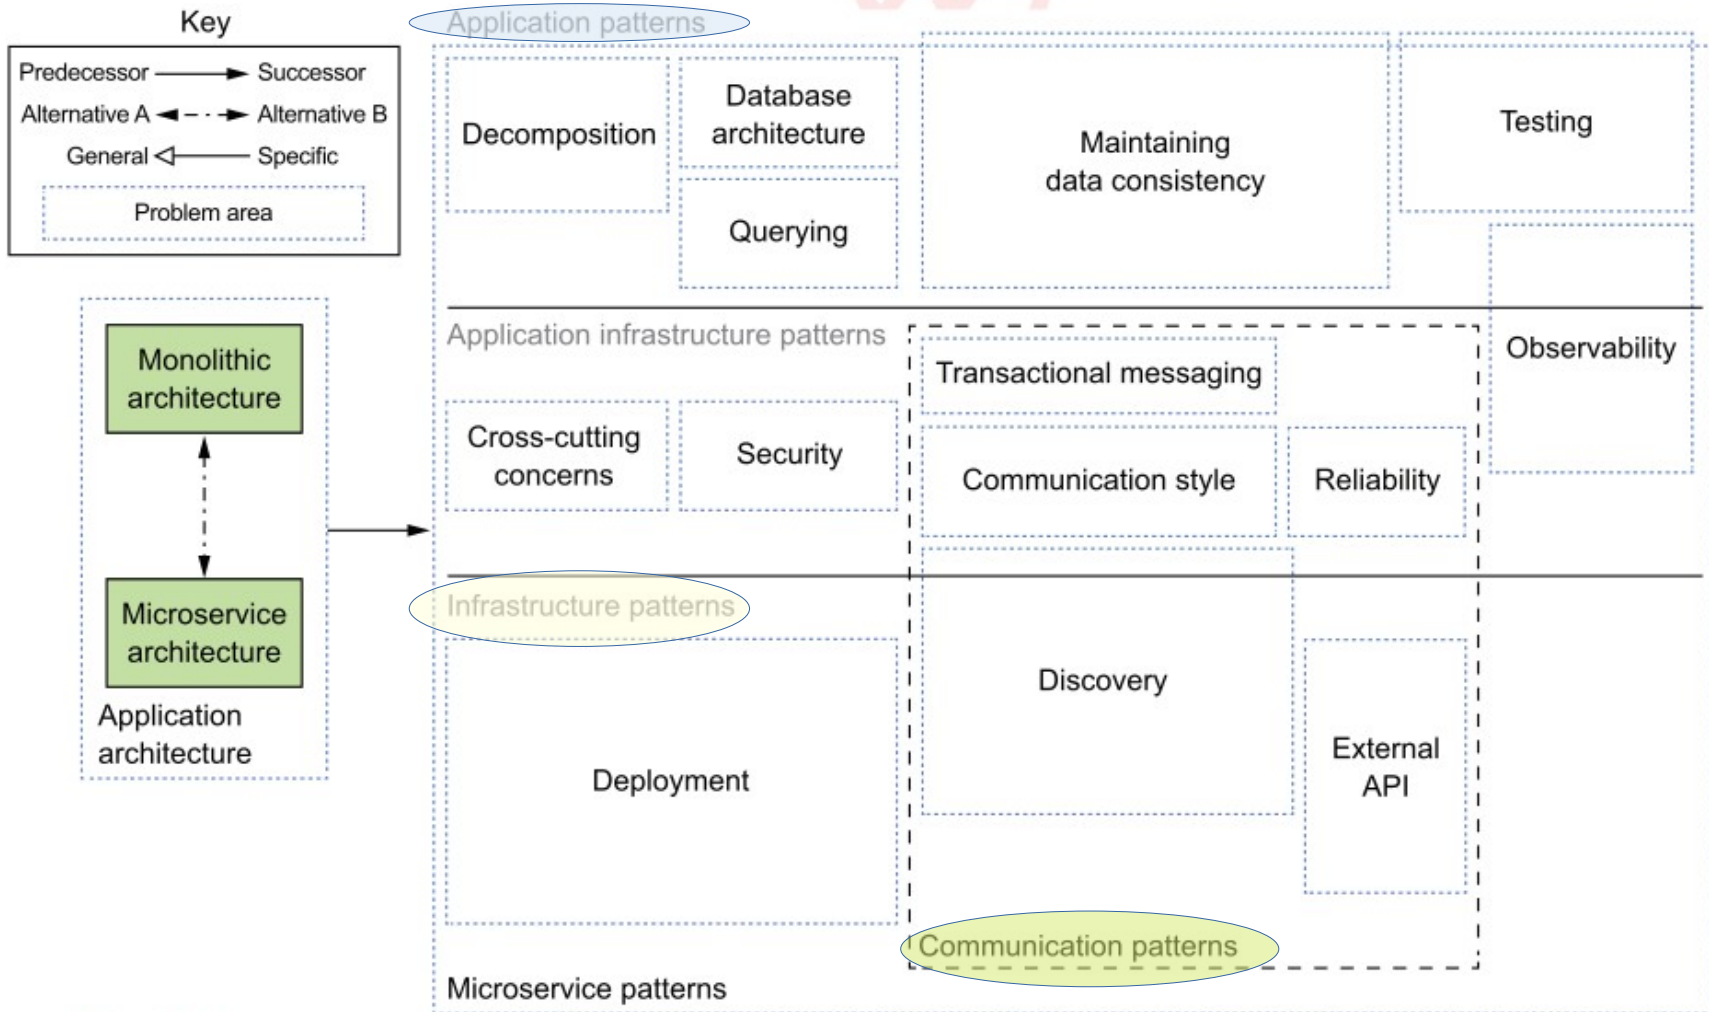 Key
Predecessor
Successor
Alternative A
Alternative B
General
Specific
Problem area
Monolithic
architecture
Microservice
architecture
Application
architecture
Application patterns
Decomposition
Database
architecture
Querying
Maintaining
data consistency
Testing
Observability
Application infrastructure patterns
Cross-cutting
concerns
Security
Transactional messaging
Communication style
Reliability
Infrastructure patterns
Deployment
Discovery
External
API
Communication patterns
Microservice patterns